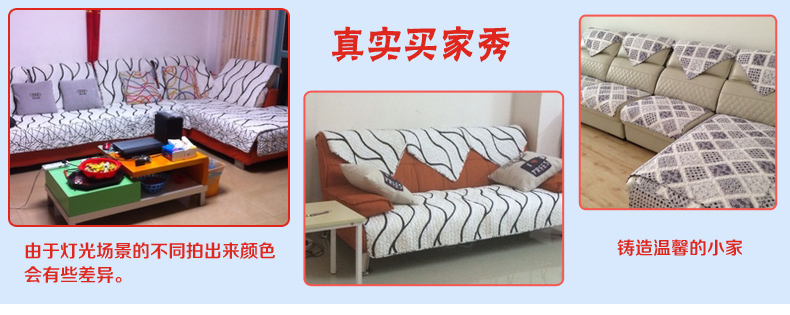 真实买家秀
由于灯光场景的不同拍出来颜色
会有些差异。
铸造温馨的小家